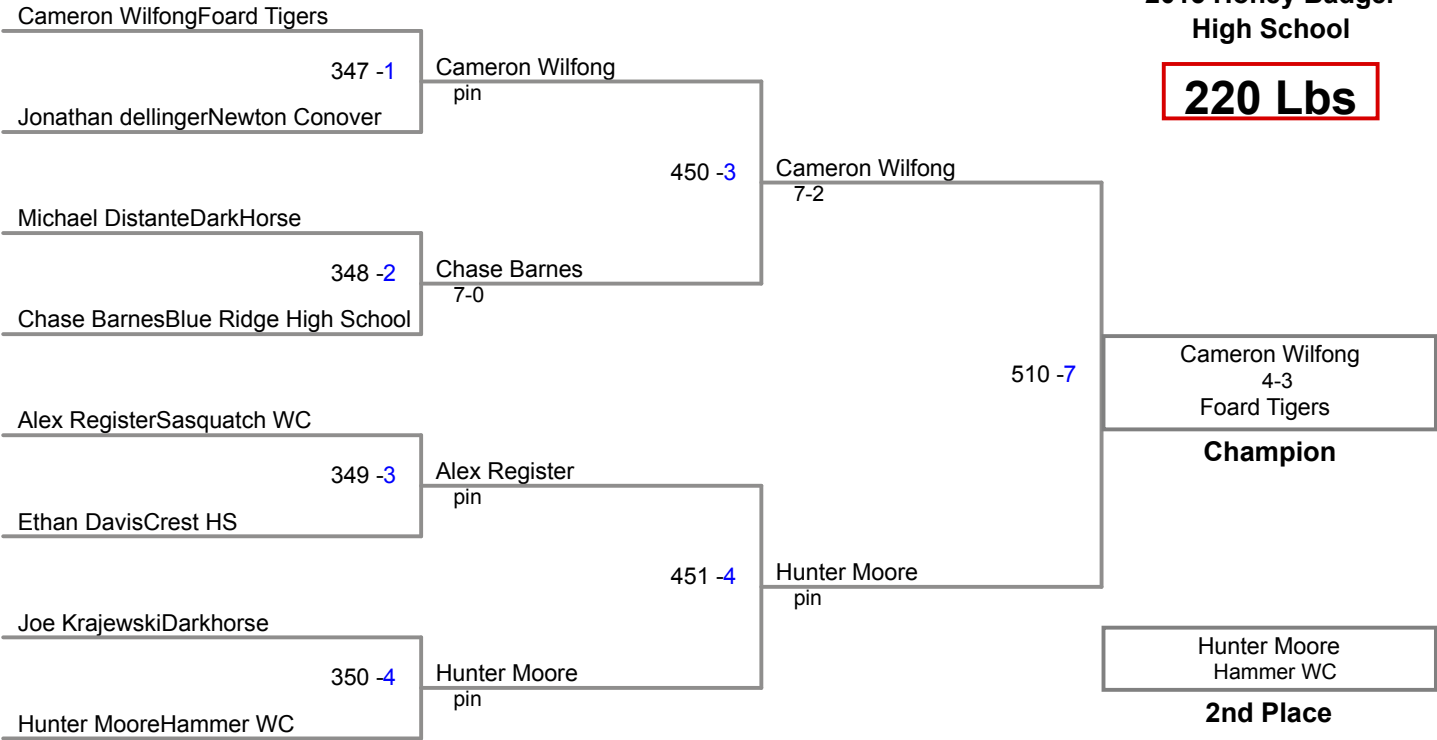 High School
220 Lbs
Cameron WilfongFoard Tigers
347 -1
Jonathan dellingerNewton Conover
Cameron Wilfong
pin
Michael DistanteDarkHorse
348 -2
Chase BarnesBlue Ridge High School
Chase Barnes
7-0
450 -3
Cameron Wilfong
7-2
Alex RegisterSasquatch WC
349 -3
Ethan DavisCrest HS
Alex Register
pin
Joe KrajewskiDarkhorse
350 -4
Hunter MooreHammer WC
Hunter Moore
pin
451 -4
Hunter Moore
pin
510 -7
Cameron Wilfong
4-3
Foard Tigers
Champion
Hunter Moore
Hammer WC
2nd Place